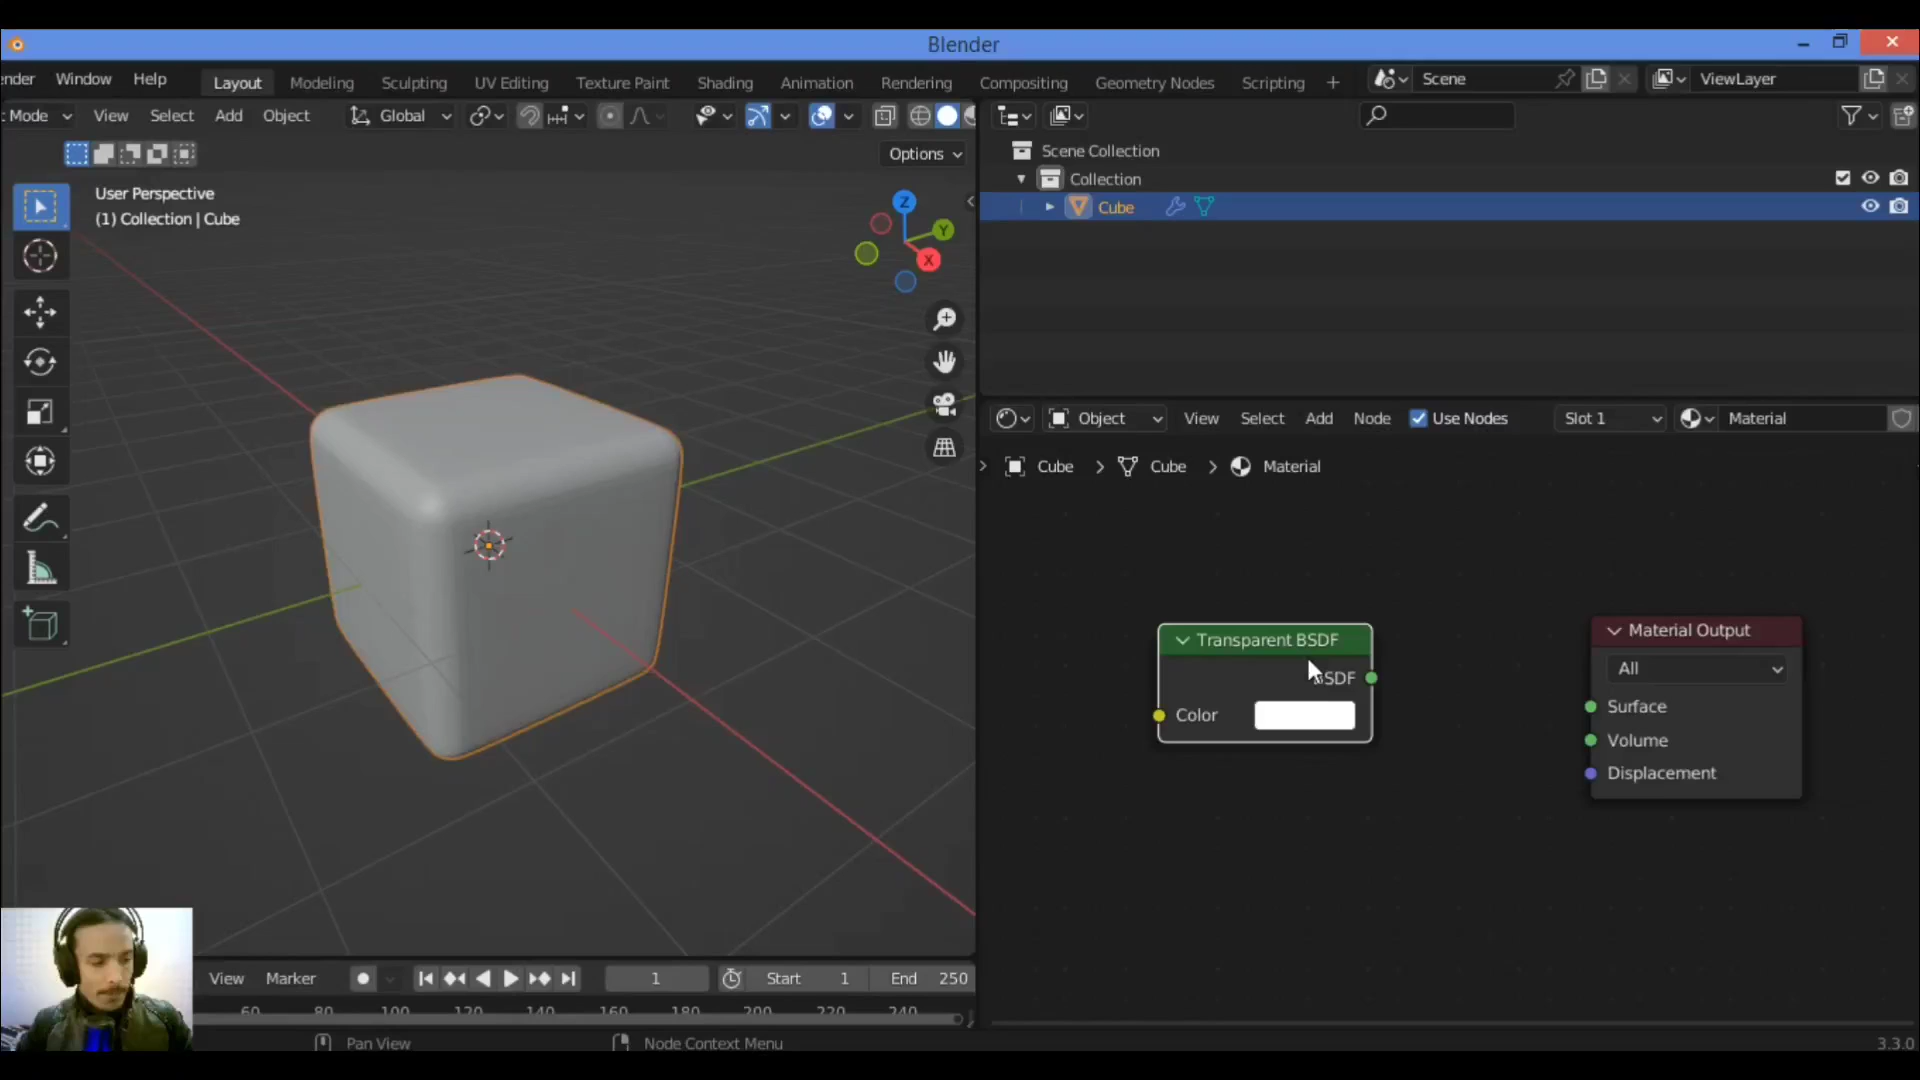 Blender
nder Window Help Layout Modeling Sculpting UV Editing Texture Paint Shading Animation Rendering Compositing Geometry Nodes Scripting + Scene ViewLayer
t Mode View Select Add Object Global
Options
User Perspective
(1) Collection | Cube
Z
Y
X
Scene Collection
Collection
Cube
Object View Select Add Node Use Nodes Slot 1 Material
Cube > Cube > Material
Transparent BSDF
BSDF
Color
Material Output
All
Surface
Volume
Displacement
View Marker 1 Start 1 End 250
60 80 100 120 140 160 180 200 220 240
Pan View Node Context Menu 3.3.0